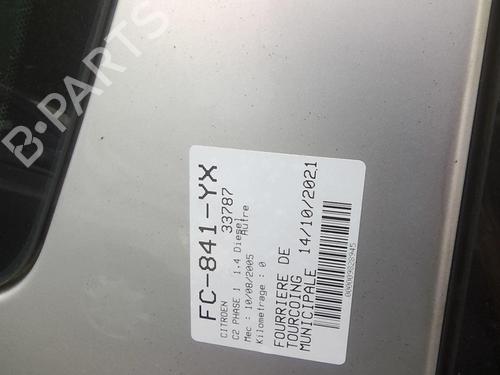 B-PARTS
FC-841-YX
33787
CITROEN
C2 PHASE 1 1.4 Diesel
Autre
Mec : 10/08/2005
Kilometrage : 0
FOURRIERE DE
TOURCOING
MUNICIPALE 14/10/2021